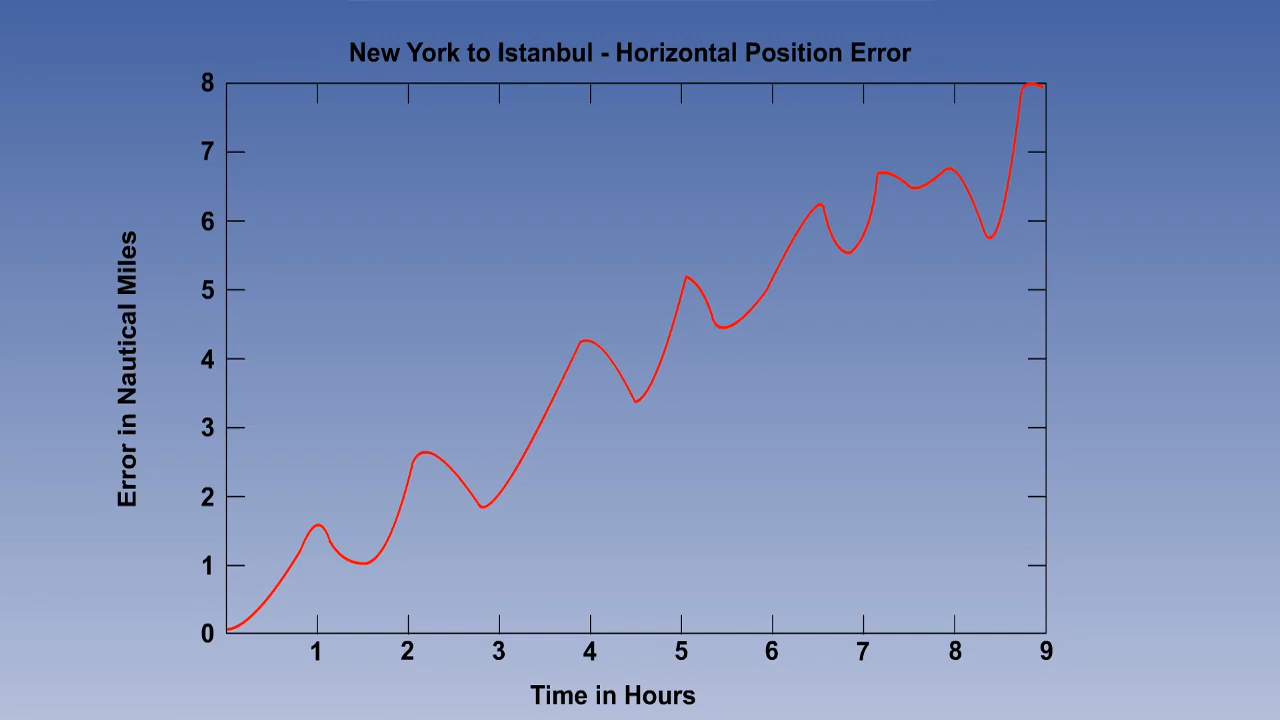 New York to Istanbul - Horizontal Position Error
8
7
6
5
4
3
2
1
0
Error in Nautical Miles
1 2 3 4 5 6 7 8 9
Time in Hours